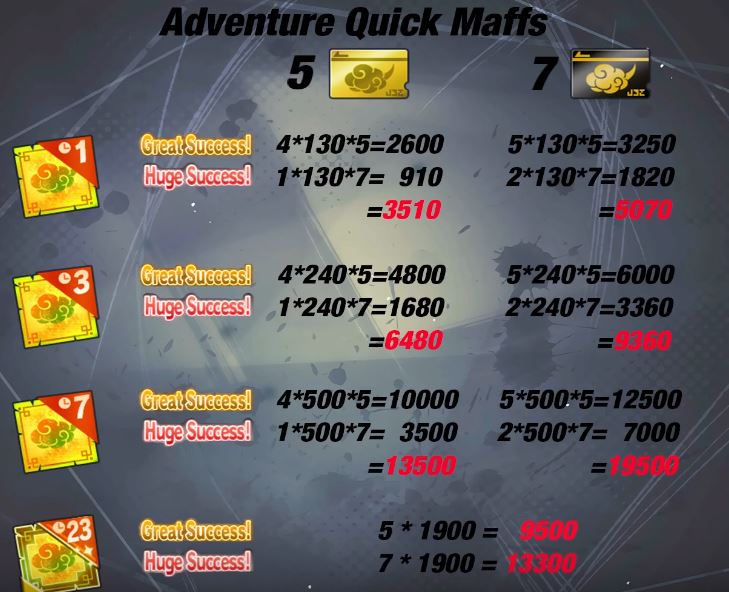 Adventure Quick Maffs
5 J3Z 7 J3Z
1 Great Success! 4*130*5=2600 5*130*5=3250
Huge Success! 1*130*7= 910 2*130*7=1820
=3510 =5070
3 Great Success! 4*240*5=4800 5*240*5=6000
Huge Success! 1*240*7=1680 2*240*7=3360
=6480 =9360
7 Great Success! 4*500*5=10000 5*500*5=12500
Huge Success! 1*500*7= 3500 2*500*7= 7000
=13500 =19500
23 Great Success! 5 * 1900 = 9500
Huge Success! 7 * 1900 = 13300